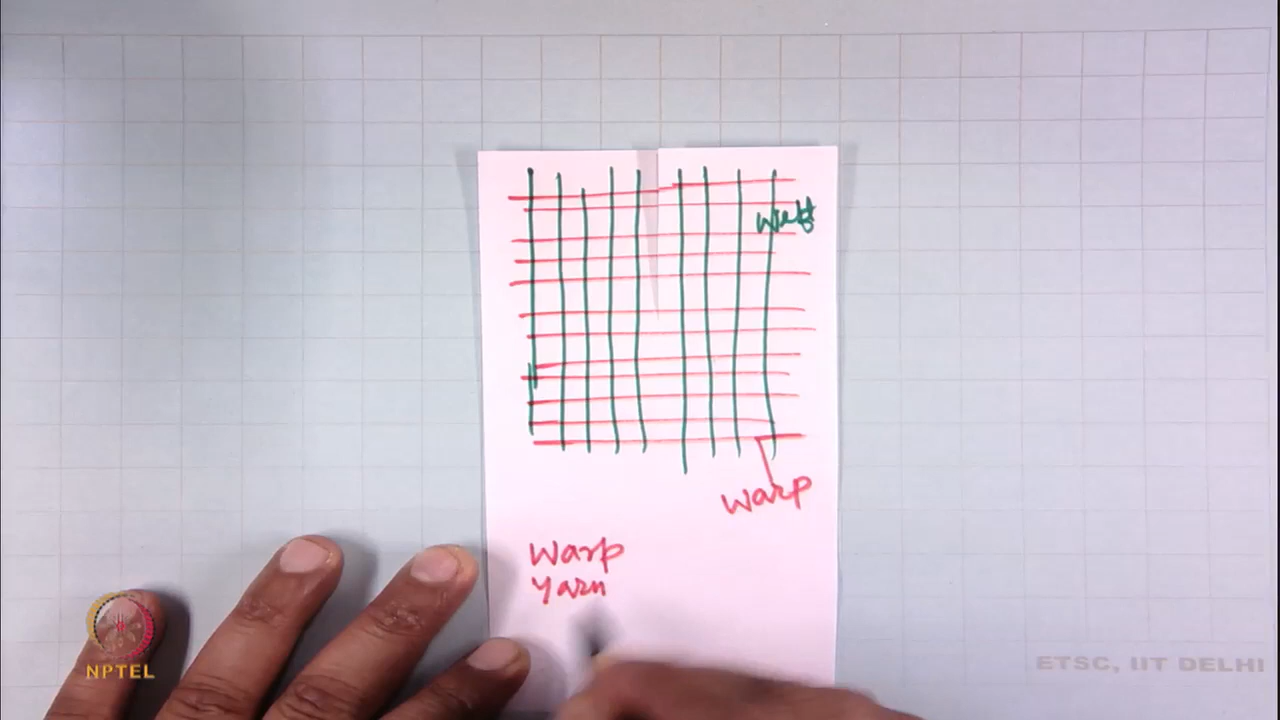 Weft
Warp
Warp
Yarn
NPTEL
ETSC, IIT DELHI